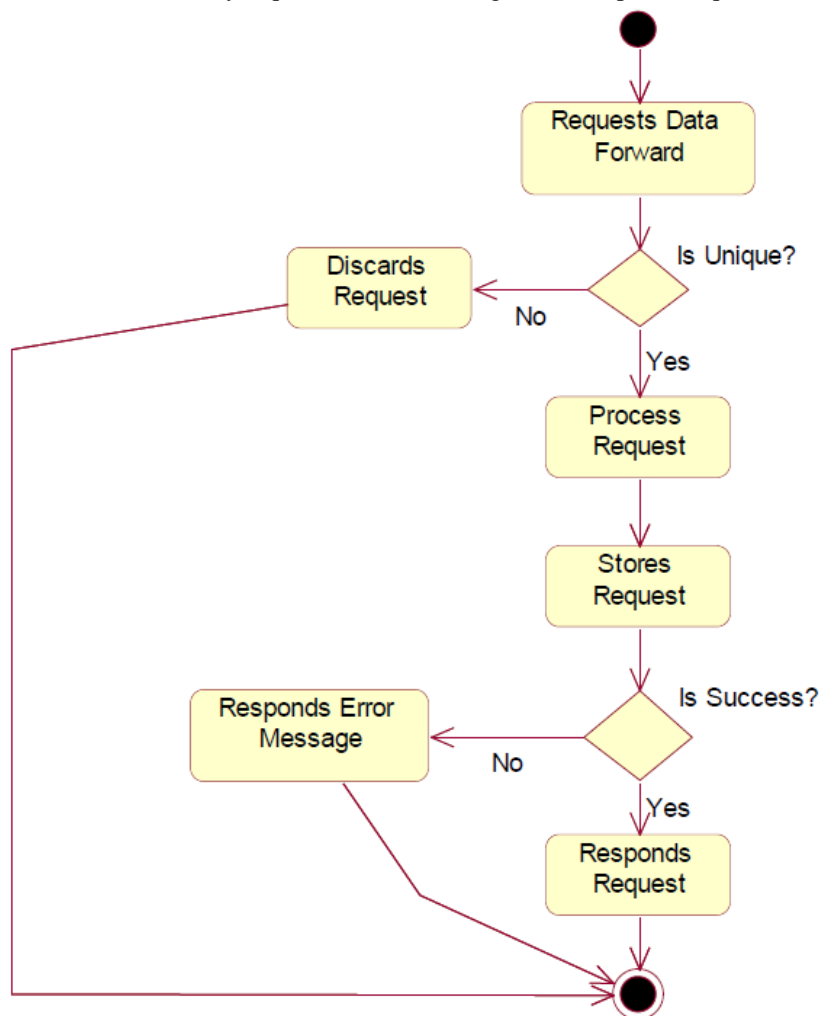 Requests Data
Forward
Is Unique?
Discards
Request
No
Yes
Process
Request
Stores
Request
Is Success?
Responds Error
Message
No
Yes
Responds
Request